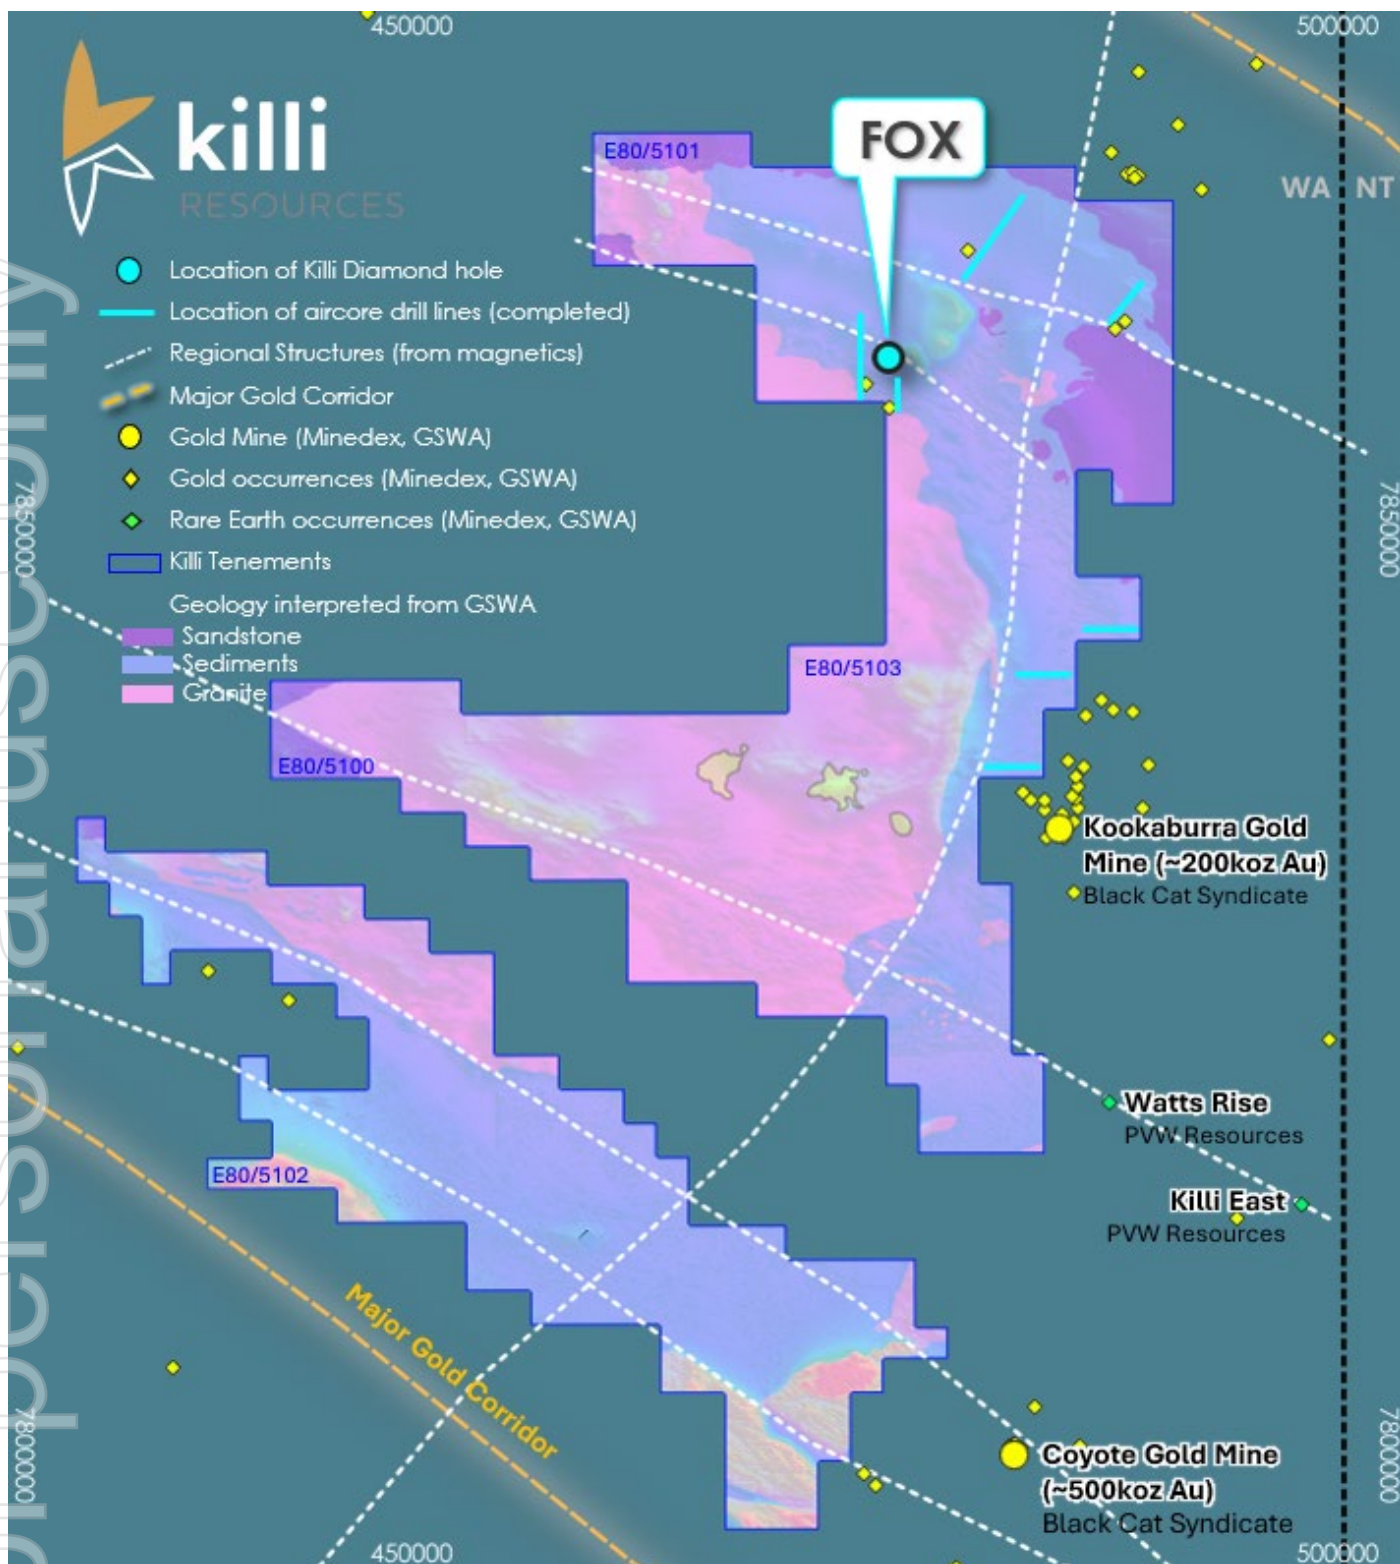 450000
500000
killi
RESOURCES
FOX
E80/5101
WA NT
Location of Killi Diamond hole
Location of aircore drill lines (completed)
Regional Structures (from magnetics)
Major Gold Corridor
Gold Mine (Minedex, GSWA)
Gold occurrences (Minedex, GSWA)
Rare Earth occurrences (Minedex, GSWA)
Killi Tenements
Geology interpreted from GSWA
Sandstone
Sediments
Granite
7850000
7850000
E80/5103
E80/5100
Kookaburra Gold
Mine (~200koz Au)
Black Cat Syndicate
Watts Rise
PVW Resources
E80/5102
Killi East
PVW Resources
Major Gold Corridor
Coyote Gold Mine
(~500koz Au)
Black Cat Syndicate
7800000
7800000
450000
500000
or personal use only